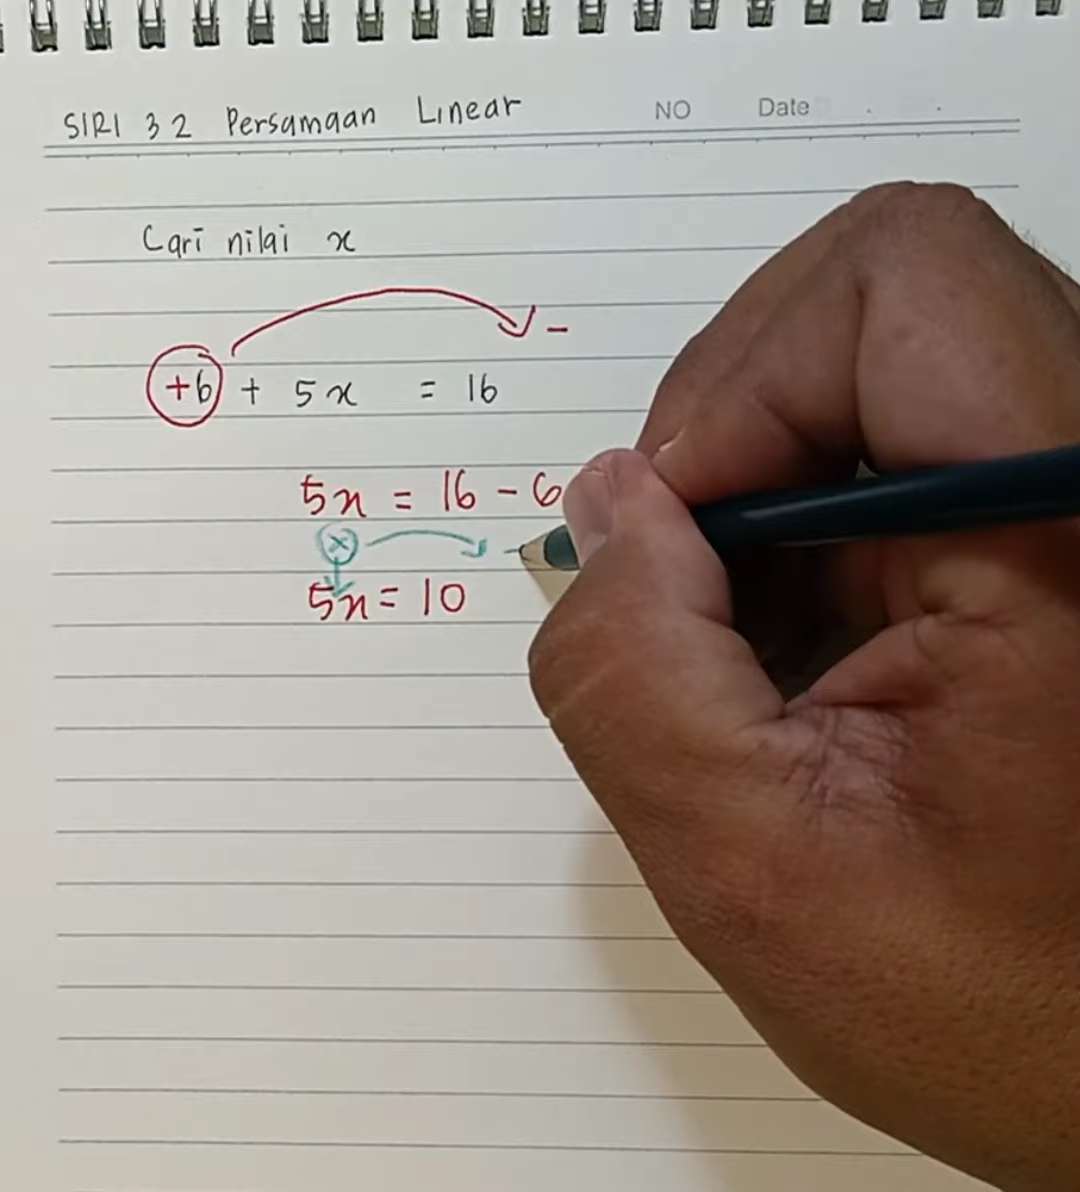 SIRI 32 Persamaan Linear NO Date
Cari nilai x
-
+6 + 5x = 16
5x = 16 - 6
×
5x = 10